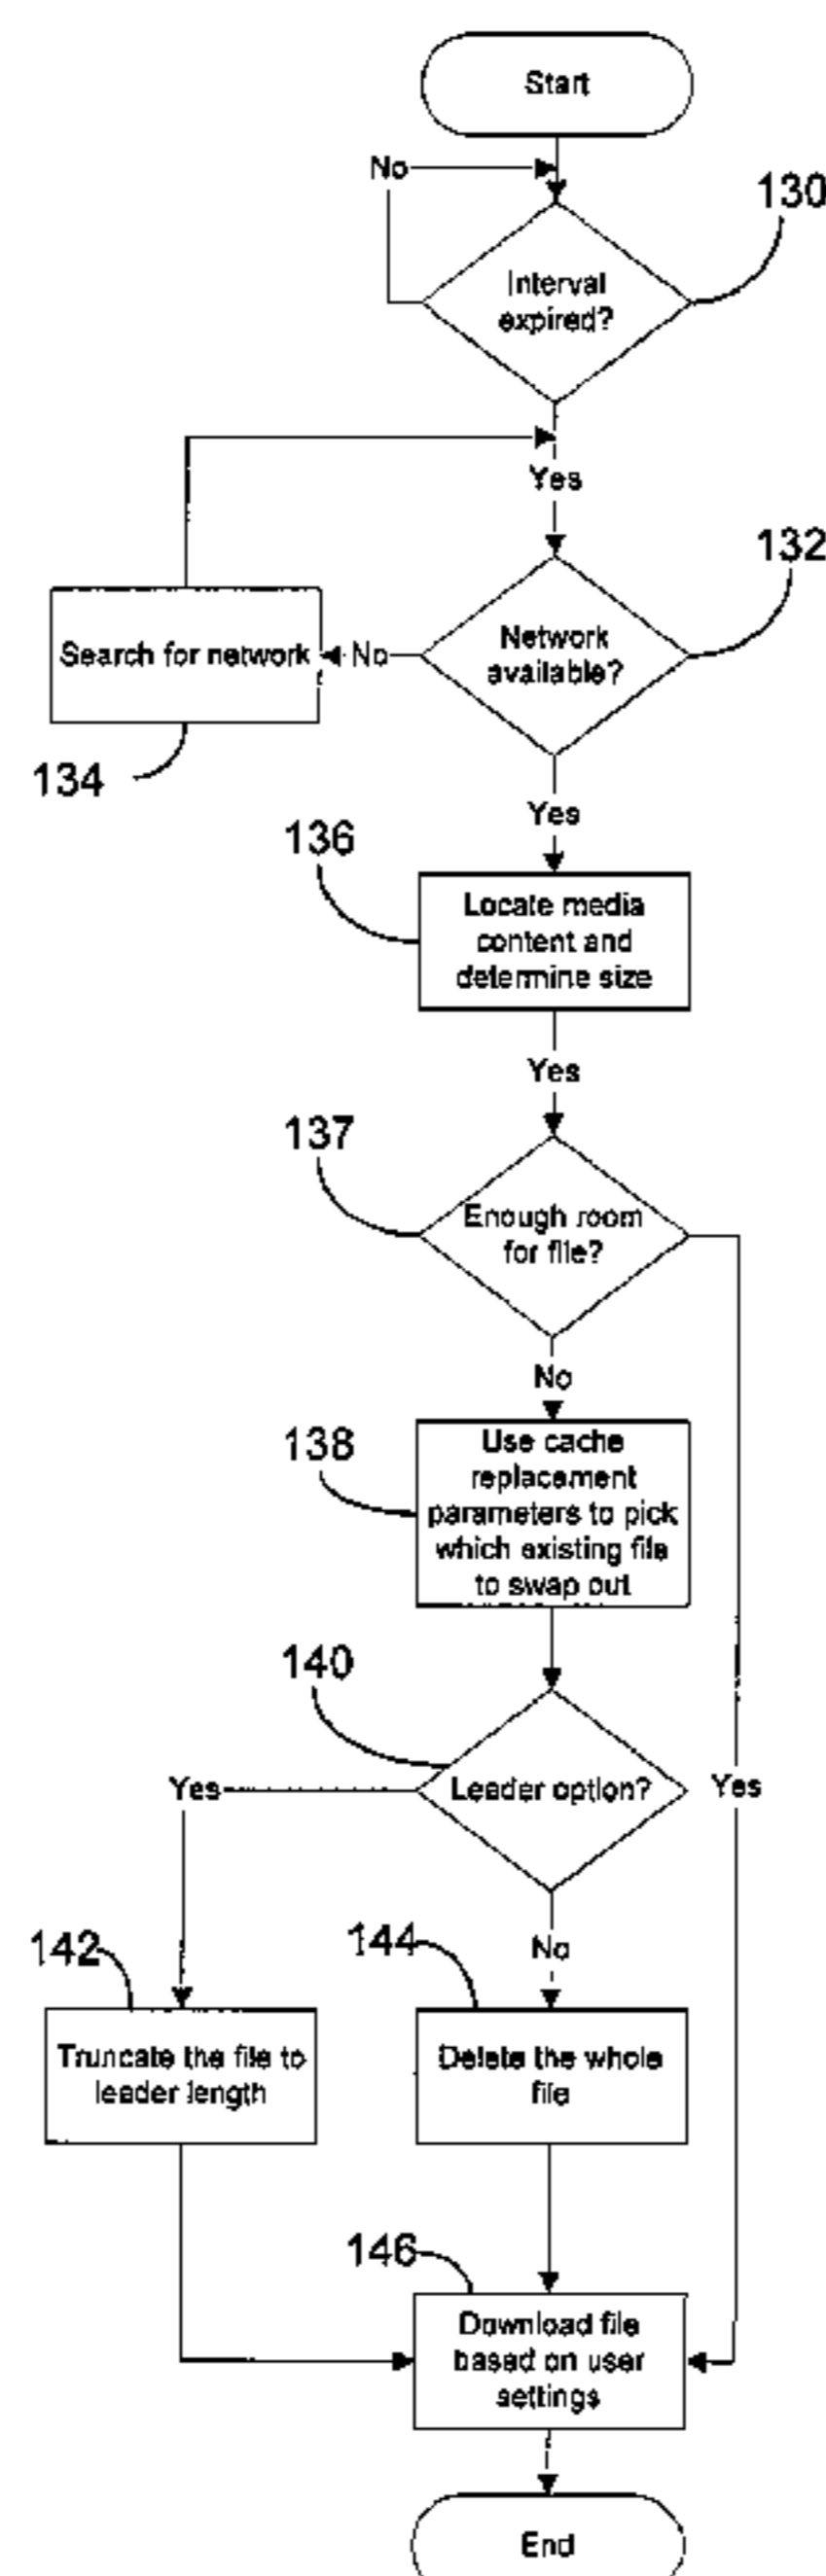 Start
No
130
Interval
expired?
Yes
132
Network
available?
No
Search for network
134
Yes
136
Locate media
content and
determine size
Yes
137
Enough room
for file?
No
138
Use cache
replacement
parameters to pick
which existing file
to swap out
140
Leader option?
Yes
Yes
142
144
No
Truncate the file to
leader length
Delete the whole
file
146
Download file
based on user
settings
End